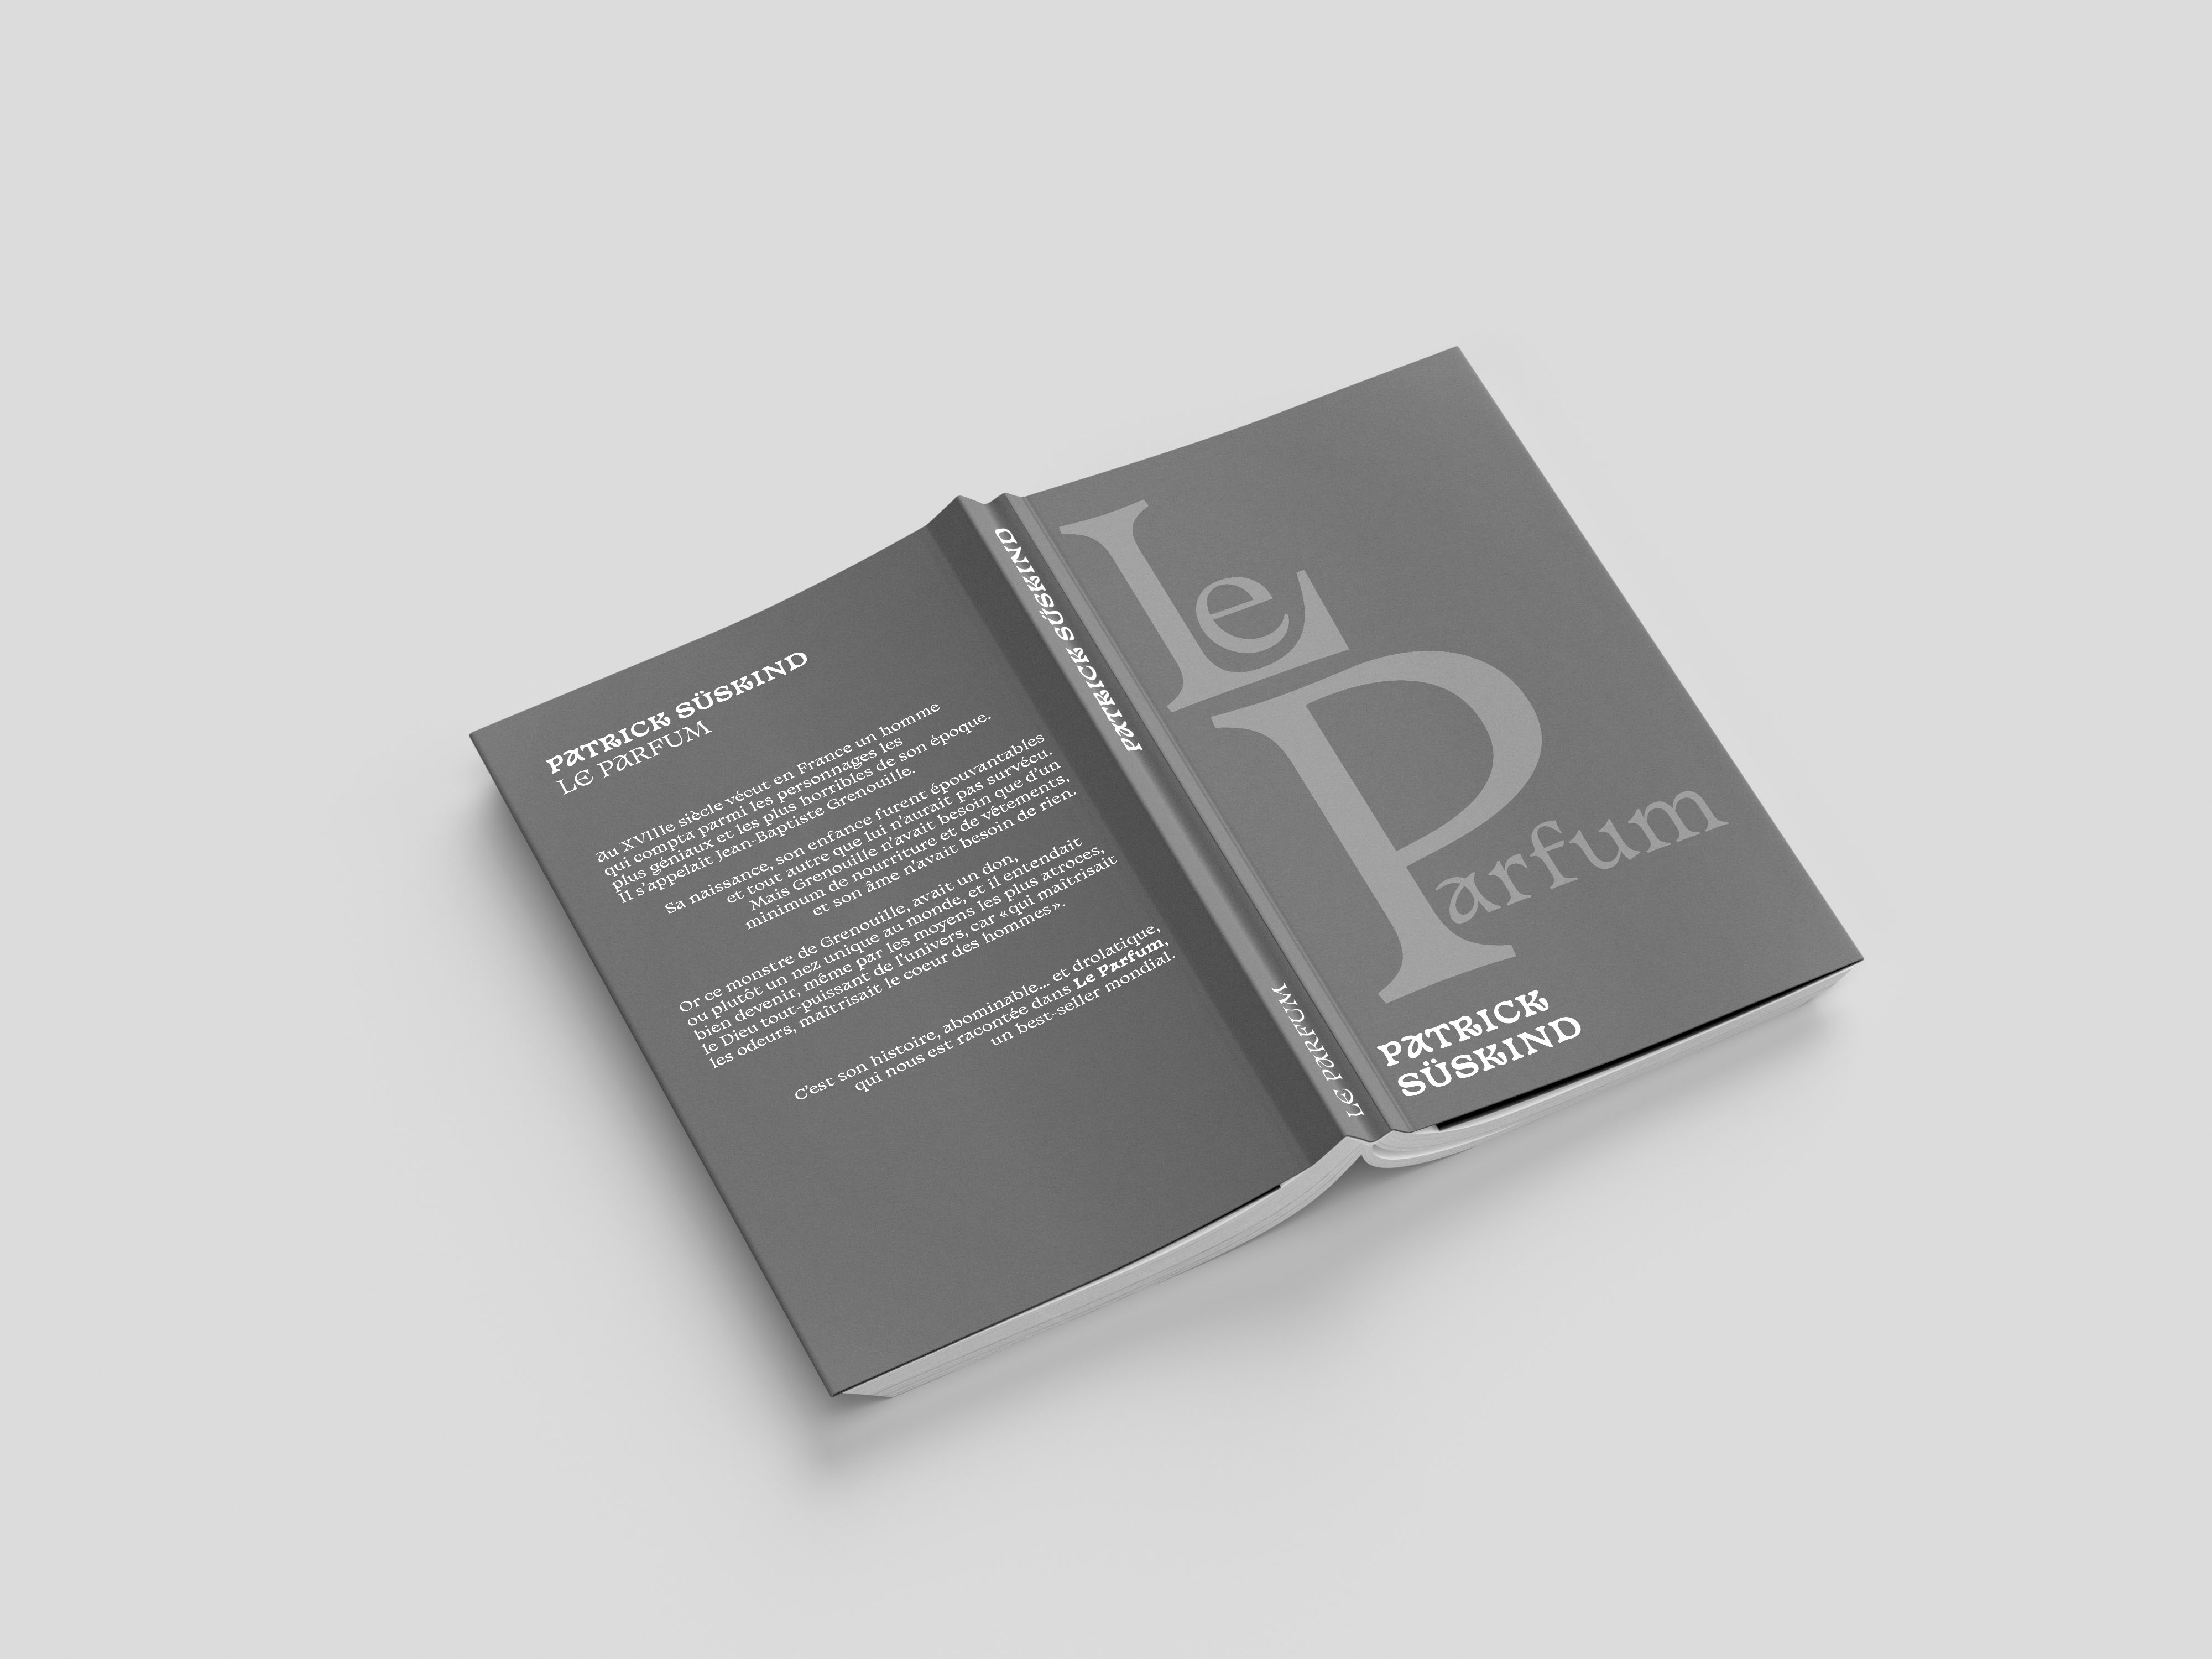 PATRICK SÜSKIND
LE PARFUM
Au XVIIIe siècle vécut en France un homme
qui compta parmi les personnages les
plus géniaux et les plus horribles de son époque.
Il s'appelait Jean-Baptiste Grenouille.
Sa naissance, son enfance furent épouvantables
et tout autre que lui n'aurait pas survécu.
Mais Grenouille n'avait besoin que d'un
minimum de nourriture et de vêtements,
et son âme n'avait besoin de rien.
Or ce monstre de Grenouille, avait un don,
ou plutôt un nez unique au monde, et il entendait
bien devenir, même par les moyens les plus atroces,
le Dieu tout-puissant de l'univers, car «qui maîtrisait
les odeurs, maîtrisait le coeur des hommes».
C'est son histoire, abominable... et drolatique,
qui nous est racontée dans Le Parfum,
un best-seller mondial.
PATRICK SÜSKIND
LE PARFUM
Le
Parfum
PATRICK
SÜSKIND